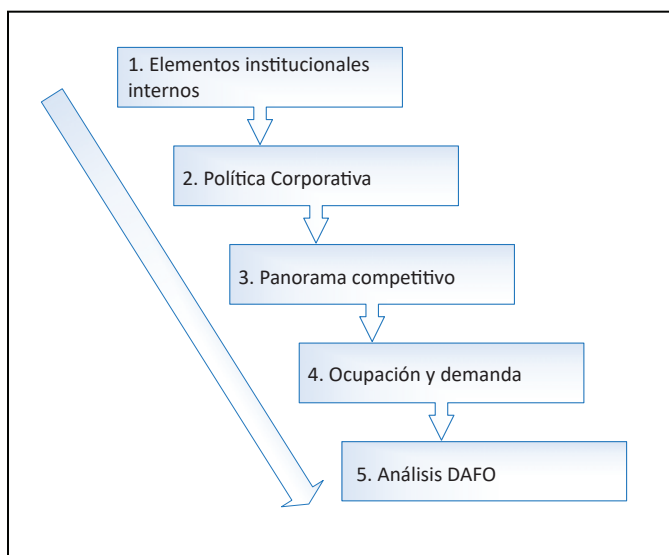 1. Elementos institucionales
internos
2. Política Corporativa
3. Panorama competitivo
4. Ocupación y demanda
5. Análisis DAFO